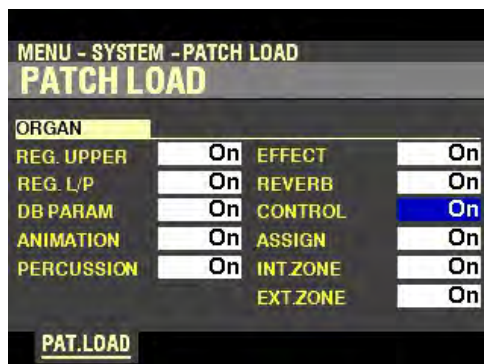 MENU - SYSTEM - PATCH LOAD
PATCH LOAD
ORGAN
REG. UPPER On EFFECT On
REG. L/P On REVERB On
DB PARAM On CONTROL On
ANIMATION On ASSIGN On
PERCUSSION On INT.ZONE On
EXT.ZONE On
PAT.LOAD